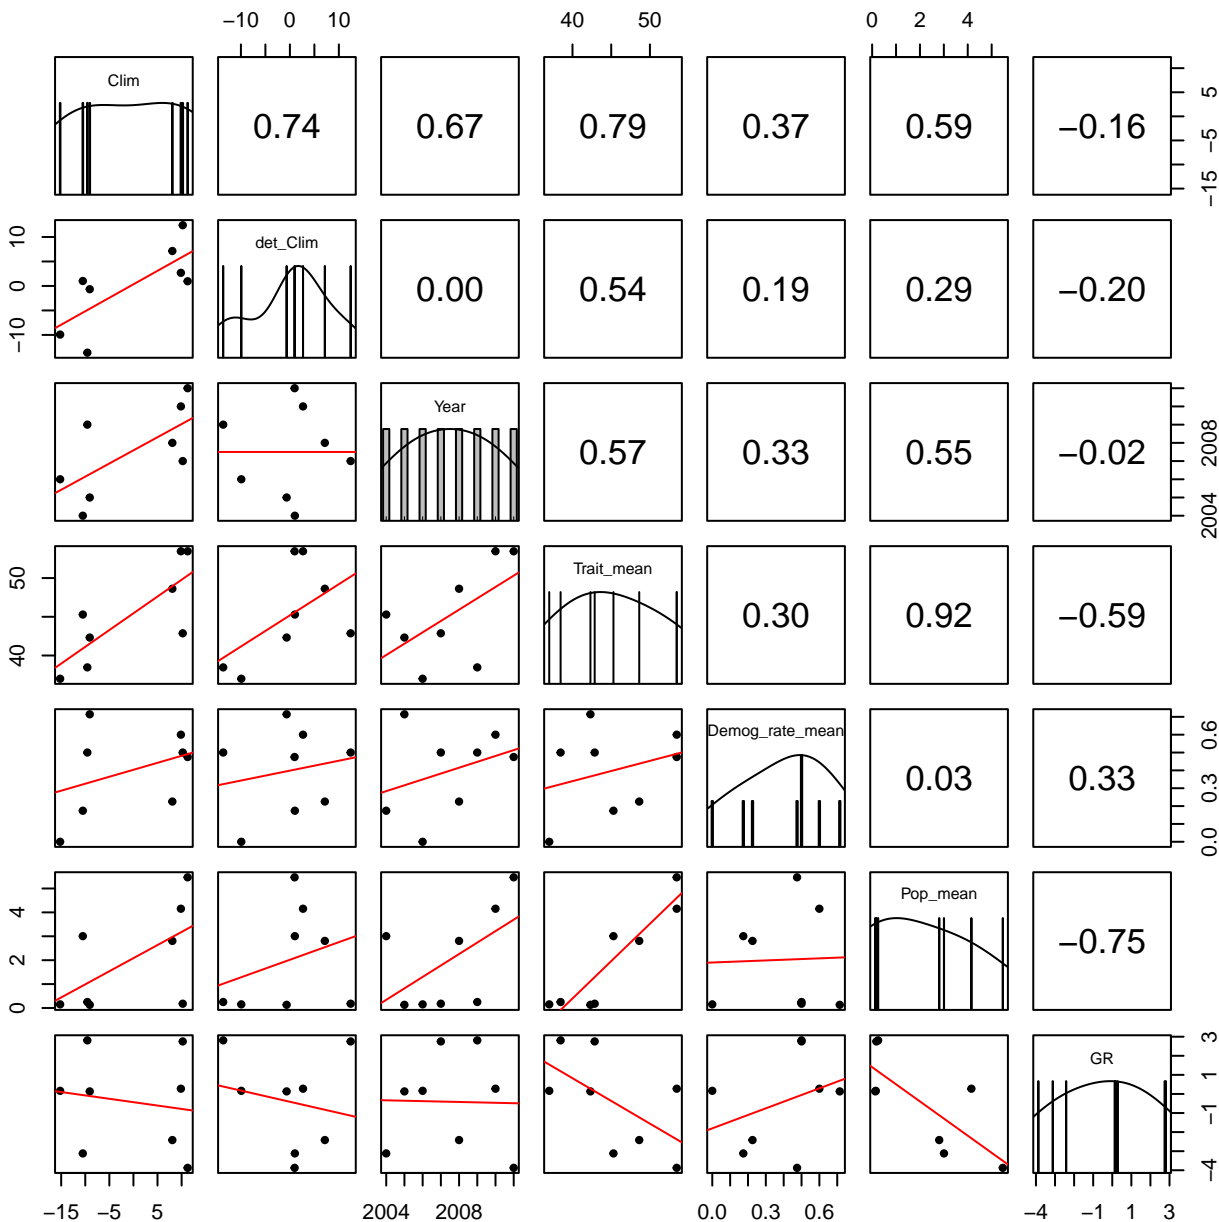 −10 0 10 40 50 0 2 4
Clim 0.74 0.67 0.79 0.37 0.59 −0.16
−15 −5 5
−10 0 10
det_Clim 0.00 0.54 0.19 0.29 −0.20
Year 0.57 0.33 0.55 −0.02
2004 2008
40 50
Trait_mean 0.30 0.92 −0.59
Demog_rate_mean 0.03 0.33
0.0 0.3 0.6
0 2 4
Pop_mean −0.75
GR
−4 −1 1 3
−15 −5 5 2004 2008 0.0 0.3 0.6 −4 −1 1 3